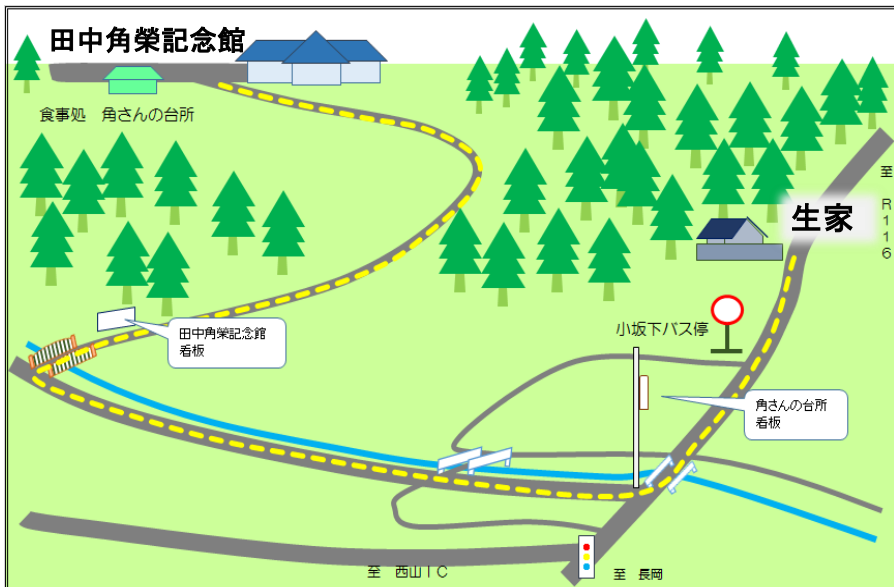 田中角榮記念館
食事処　角さんの台所
至
R
1
1
6
生家
小坂下バス停
田中角榮記念館
看板
角さんの台所
看板
至　西山IC
至　長岡